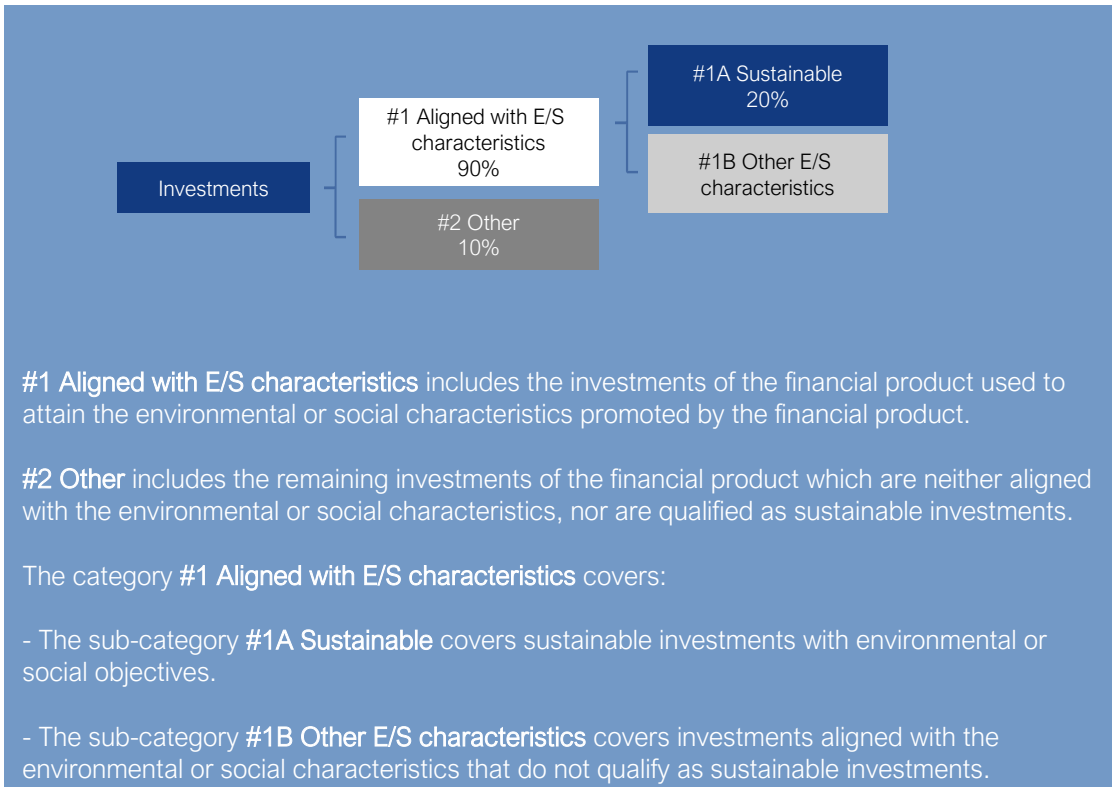 #1A Sustainable
20%
#1 Aligned with E/S
characteristics
90%
#1B Other E/S
characteristics
Investments
#2 Other
10%
#1 Aligned with E/S characteristics includes the investments of the financial product used to
attain the environmental or social characteristics promoted by the financial product.
#2 Other includes the remaining investments of the financial product which are neither aligned
with the environmental or social characteristics, nor are qualified as sustainable investments.
The category #1 Aligned with E/S characteristics covers:
- The sub-category #1A Sustainable covers sustainable investments with environmental or
social objectives.
- The sub-category #1B Other E/S characteristics covers investments aligned with the
environmental or social characteristics that do not qualify as sustainable investments.